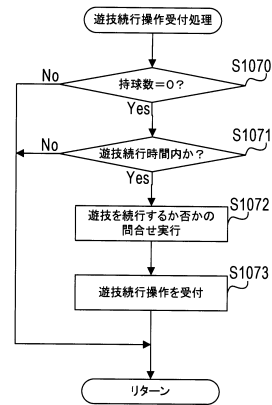 遊技続行操作受付処理
S1070
No
持球数=0?
Yes
S1071
No
遊技続行時間内か?
Yes
S1072
遊技を続行するか否かの
問合せ実行
S1073
遊技続行操作を受付
リターン